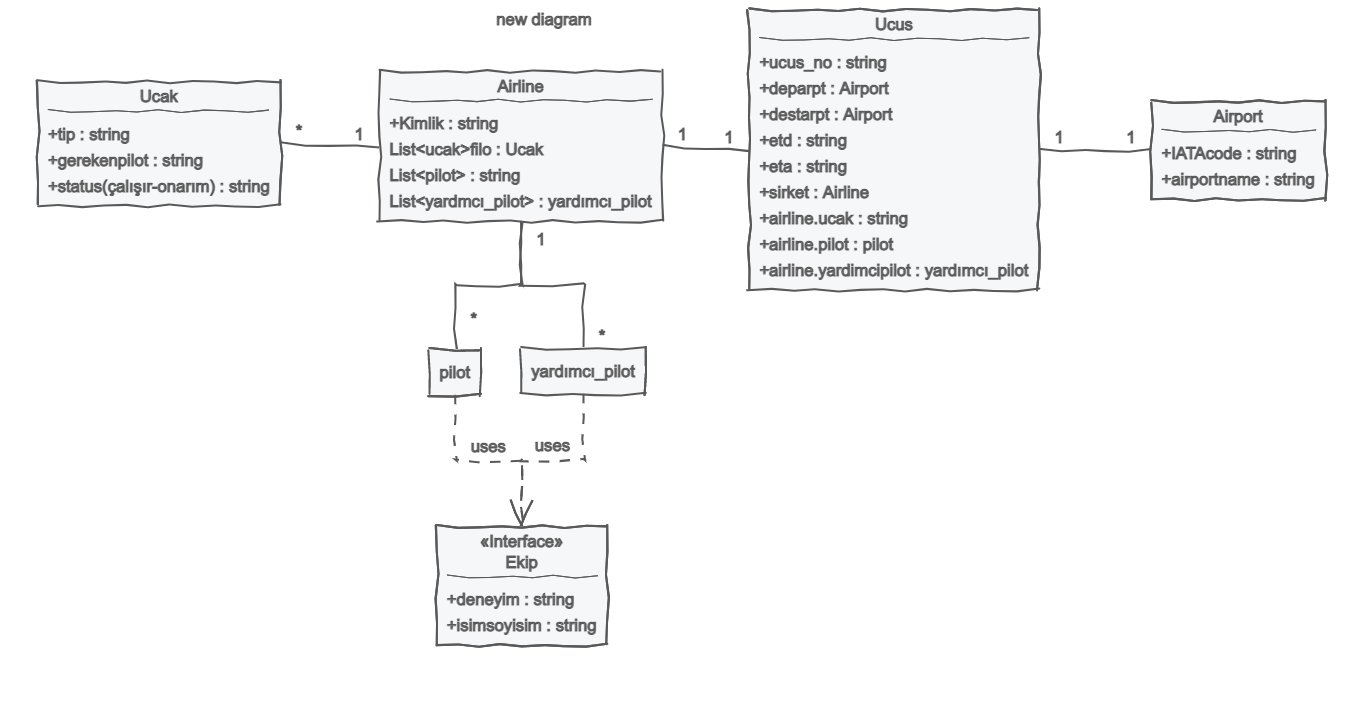 new diagram
Ucak
+tip : string
+gerekenpilot : string
+status(çalışır-onarım) : string
*
1
Airline
+Kimlik : string
List<ucak>filo : Ucak
List<pilot> : string
List<yardmcı_pilot> : yardımcı_pilot
1
1
Ucus
+ucus_no : string
+deparpt : Airport
+destarpt : Airport
+etd : string
+eta : string
+sirket : Airline
+airline.ucak : string
+airline.pilot : pilot
+airline.yardimcipilot : yardımcı_pilot
1
1
Airport
+IATAcode : string
+airportname : string
1
*
*
pilot
yardımcı_pilot
uses
uses
«Interface»
Ekip
+deneyim : string
+isimsoyisim : string